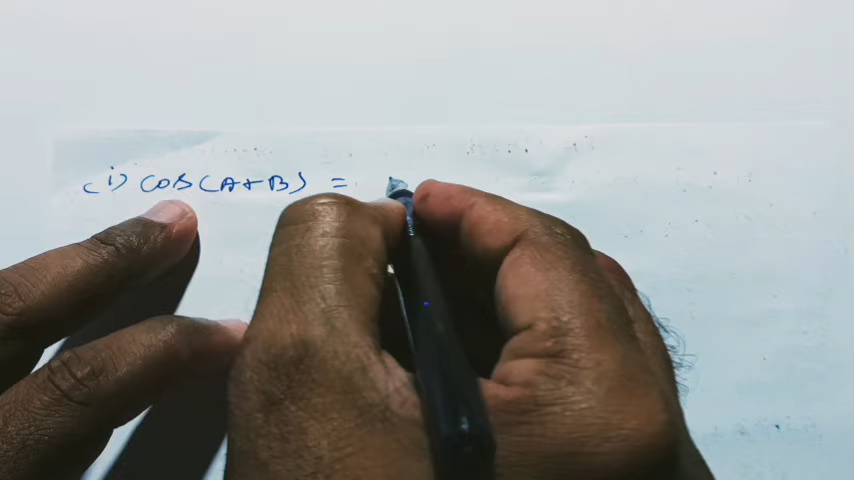 (i) cos(A+B) =